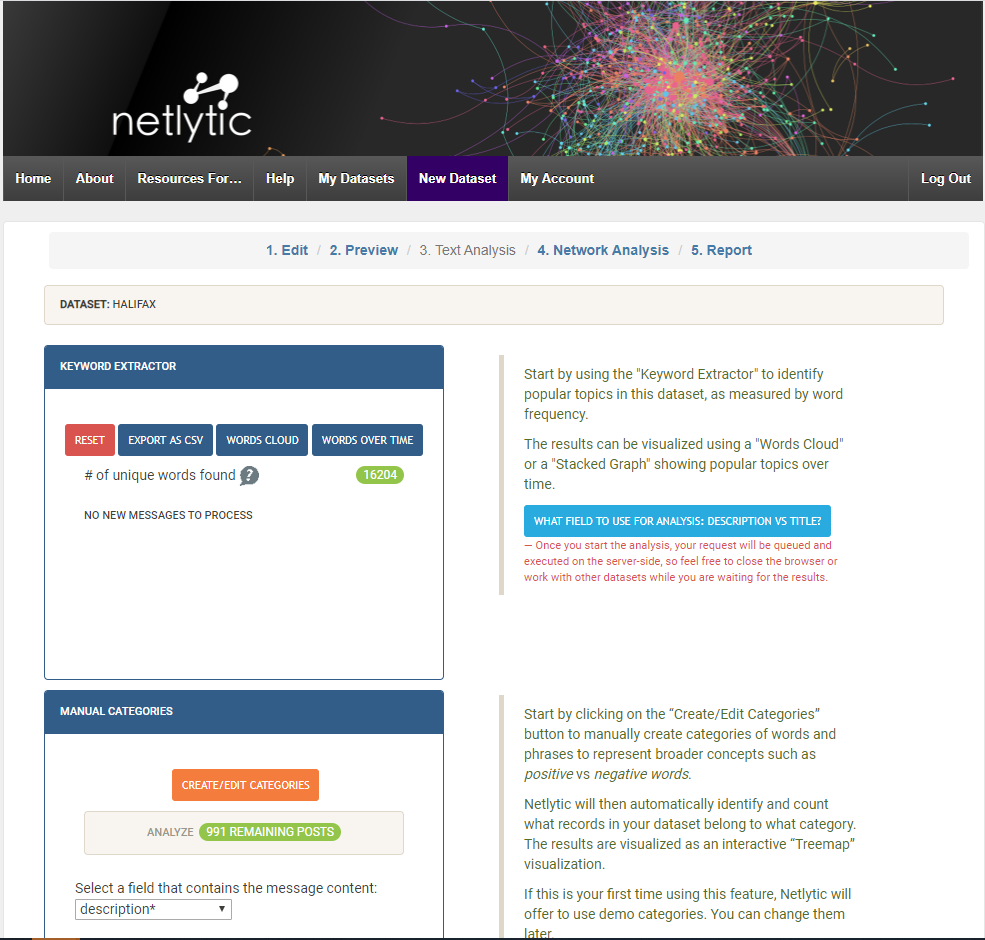 netlytic
Home About Resources For... Help My Datasets New Dataset My Account Log Out
1. Edit / 2. Preview / 3. Text Analysis / 4. Network Analysis / 5. Report
DATASET: HALIFAX
KEYWORD EXTRACTOR
RESET EXPORT AS CSV WORDS CLOUD WORDS OVER TIME
# of unique words found ? 16204
NO NEW MESSAGES TO PROCESS
Start by using the "Keyword Extractor" to identify
popular topics in this dataset, as measured by word
frequency.
The results can be visualized using a "Words Cloud"
or a "Stacked Graph" showing popular topics over
time.
WHAT FIELD TO USE FOR ANALYSIS: DESCRIPTION VS TITLE?
— Once you start the analysis, your request will be queued and
executed on the server-side, so feel free to close the browser or
work with other datasets while you are waiting for the results.
MANUAL CATEGORIES
CREATE/EDIT CATEGORIES
ANALYZE 991 REMAINING POSTS
Select a field that contains the message content:
description*
Start by clicking on the “Create/Edit Categories”
button to manually create categories of words and
phrases to represent broader concepts such as
positive vs negative words.
Netlytic will then automatically identify and count
what records in your dataset belong to what category.
The results are visualized as an interactive “Treemap”
visualization.
If this is your first time using this feature, Netlytic will
offer to use demo categories. You can change them
later.